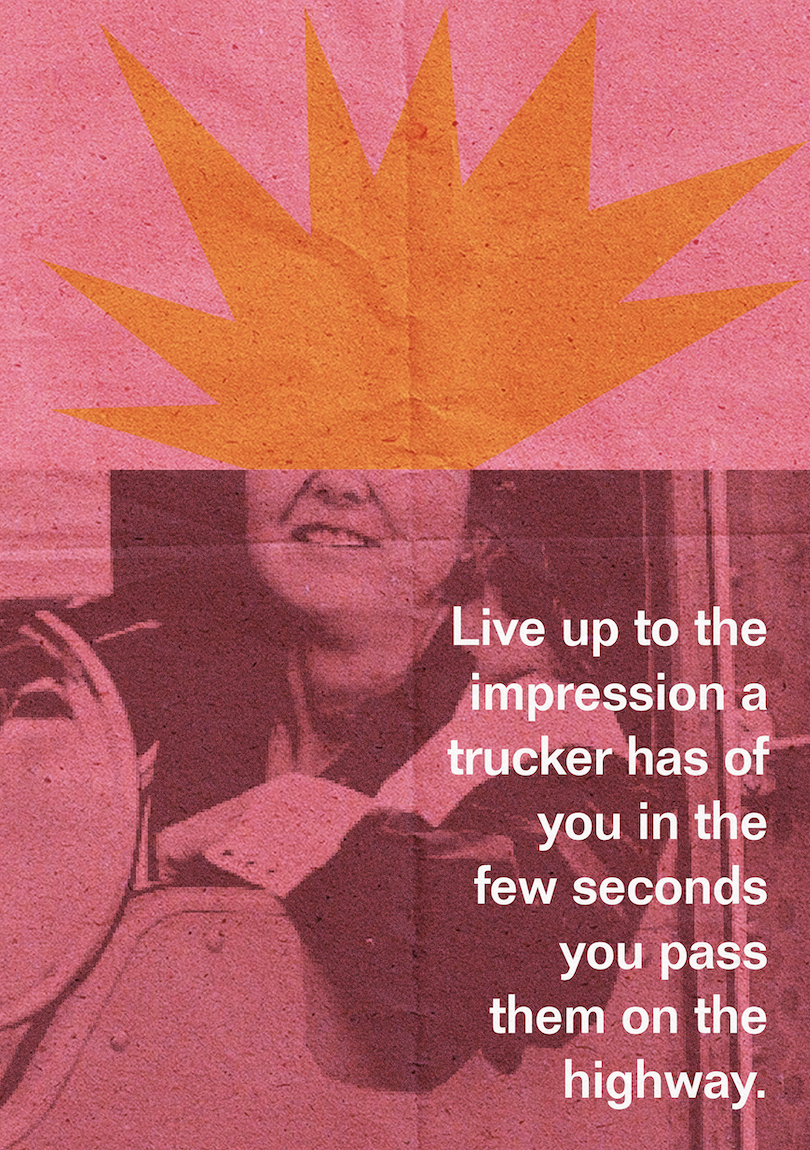 Live up to the
impression a
trucker has of
you in the
few seconds
you pass
them on the
highway.